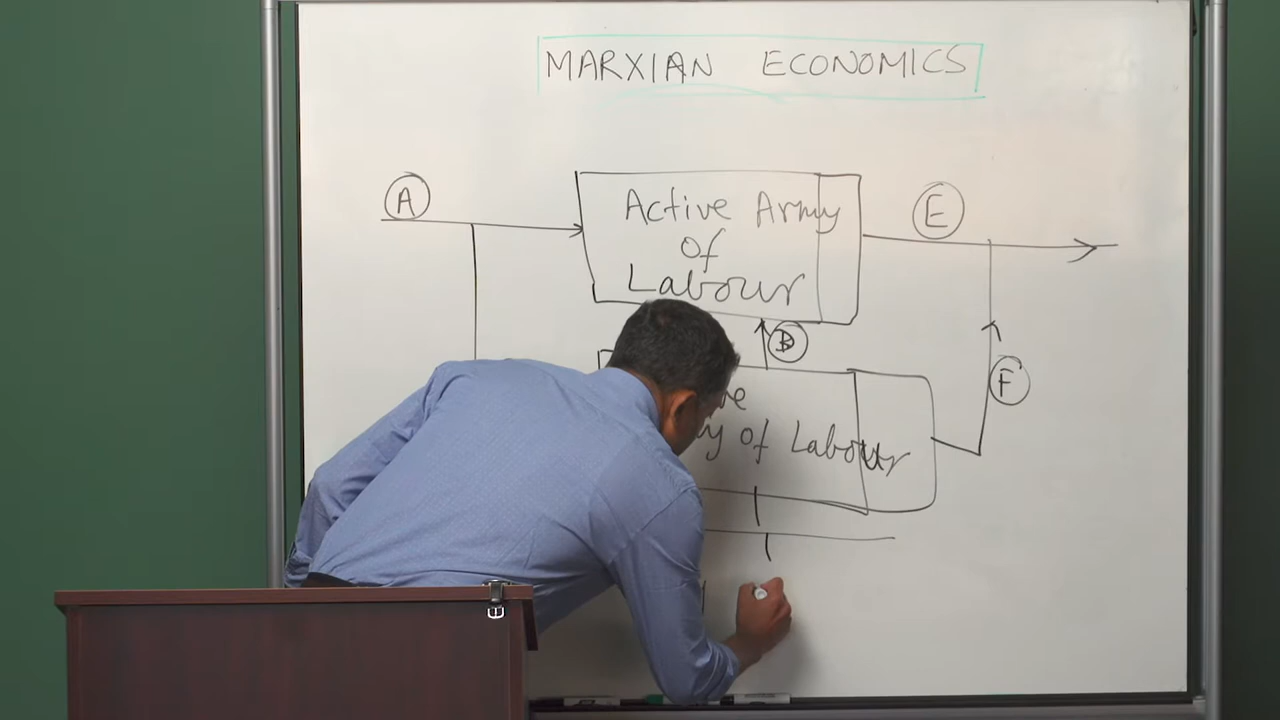 MARXIAN ECONOMICS
A
Active Army
of
Labour
E
F
of Labour